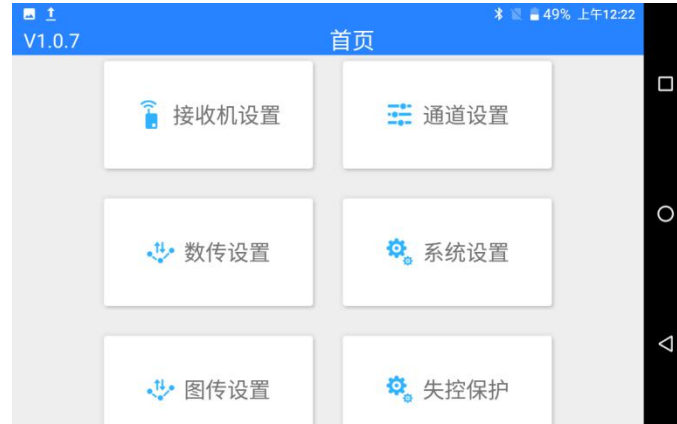 49% 上午12:22
V1.0.7 首页
接收机设置 通道设置
数传设置 系统设置
图传设置 失控保护